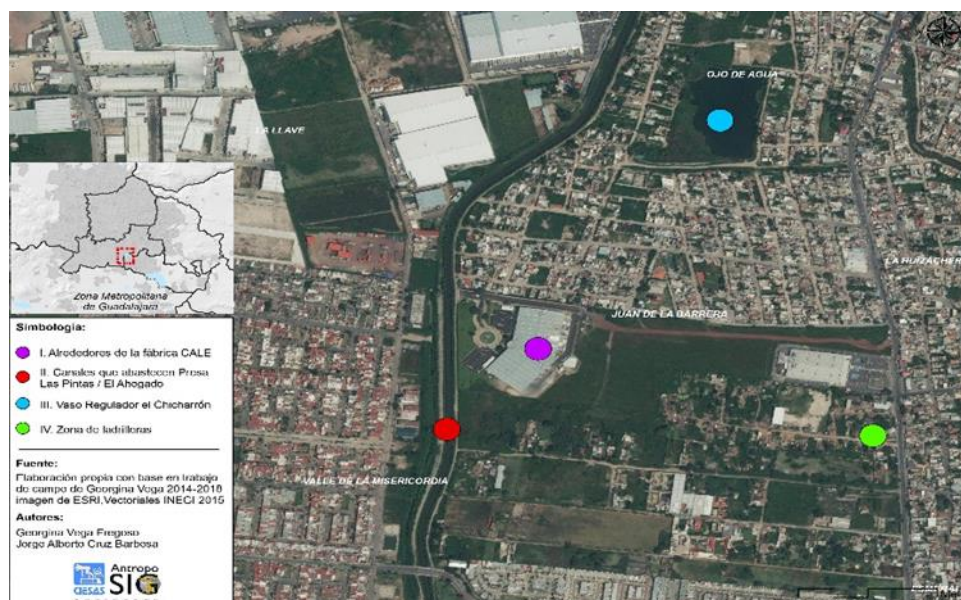 OJO DE AGUA
LA LLAVE
Zona Metropolitana
de Guadalajara
JUAN DE LA BARRERA
VALLE DE LA MISERICORDIA
Simbología:
I. Alrededores de la fábrica CALE
II. Canales que abastecen Presa
Las Pintas / El Ahogado
III. Vaso Regulador el Chicharrón
IV. Zona de ladrilleras
Fuente:
Elaboración propia con base en trabajo
de campo de Georgina Vega 2014-2018
imagen de ESRI, Vectoriales INEGI 2015
Autores:
Georgina Vega Fregoso
Jorge Alberto Cruz Barbosa
CIESAS
Antropo
SIG